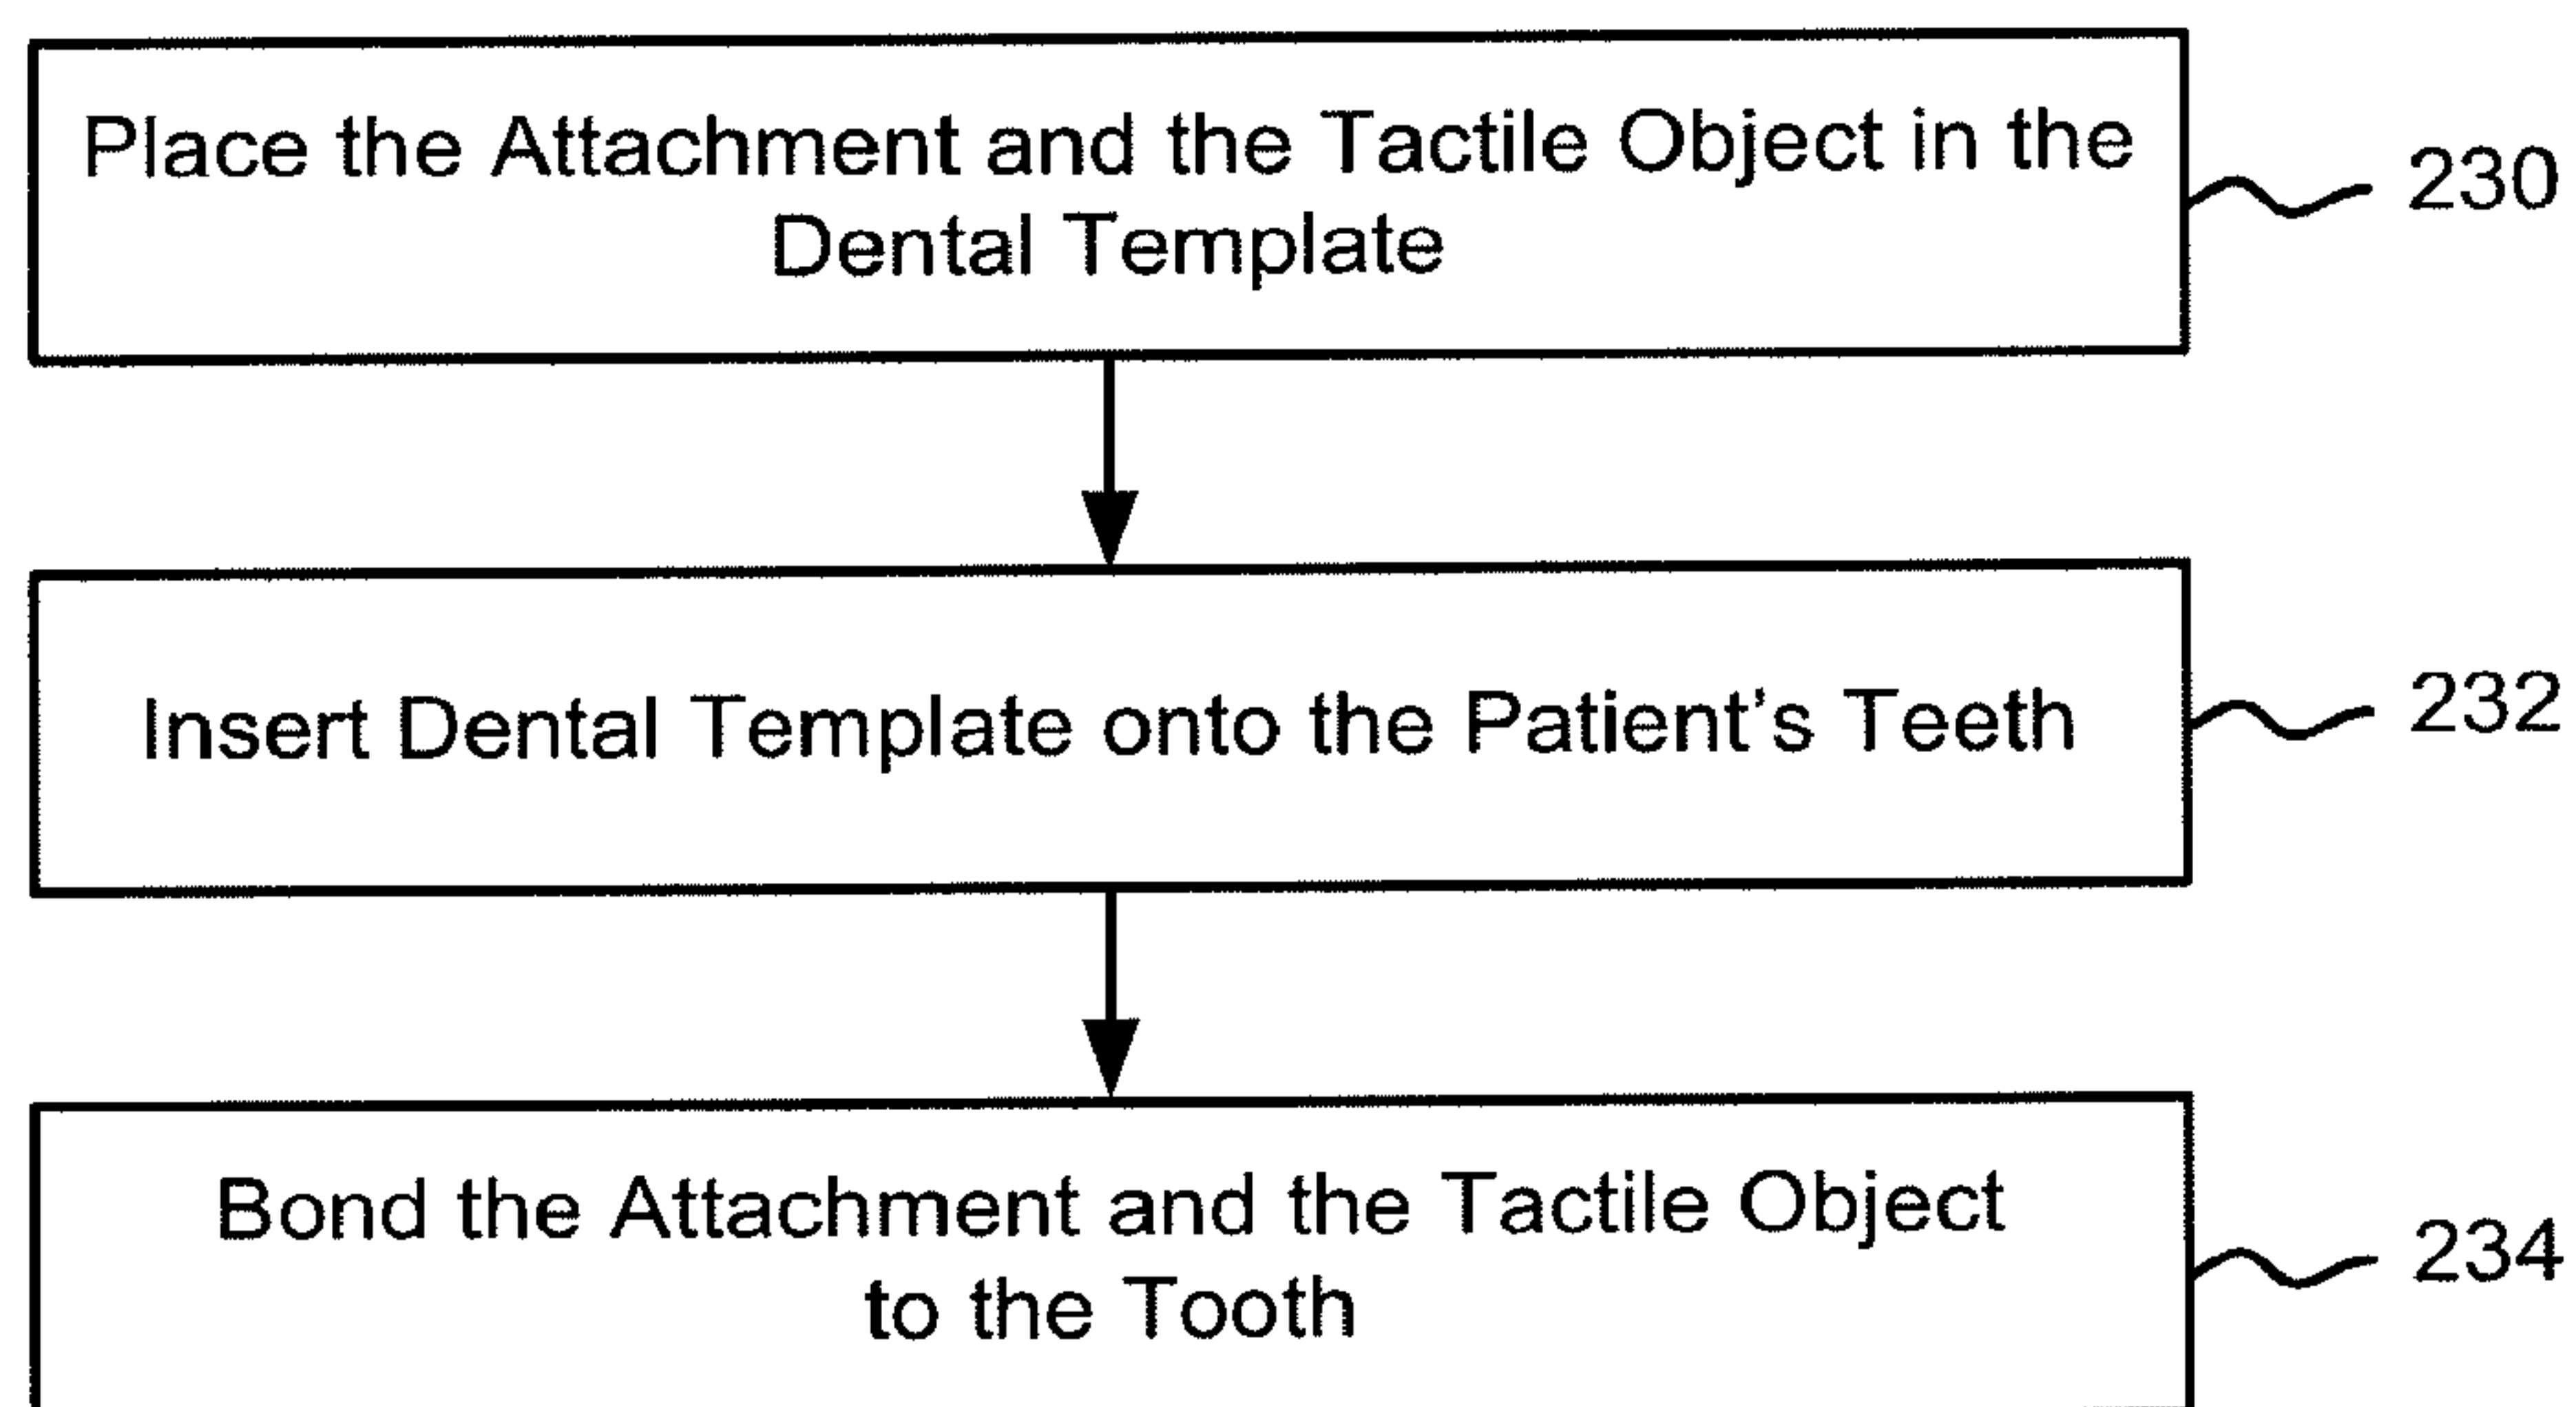 Place the Attachment and the Tactile Object in the
Dental Template
230
Insert Dental Template onto the Patient's Teeth
232
Bond the Attachment and the Tactile Object
to the Tooth
234